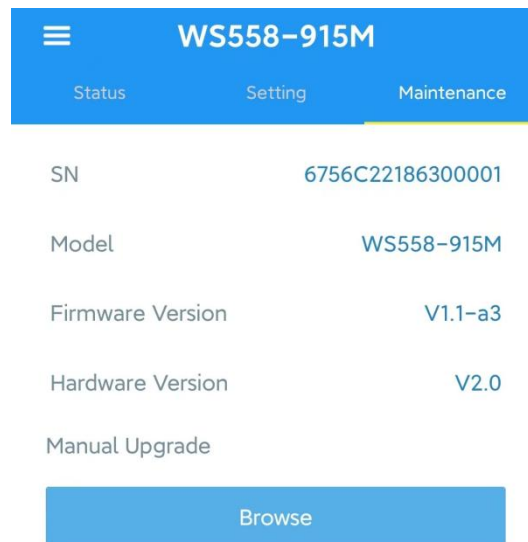 WS558-915M
Status Setting Maintenance
SN 6756C22186300001
Model WS558-915M
Firmware Version V1.1-a3
Hardware Version V2.0
Manual Upgrade
Browse